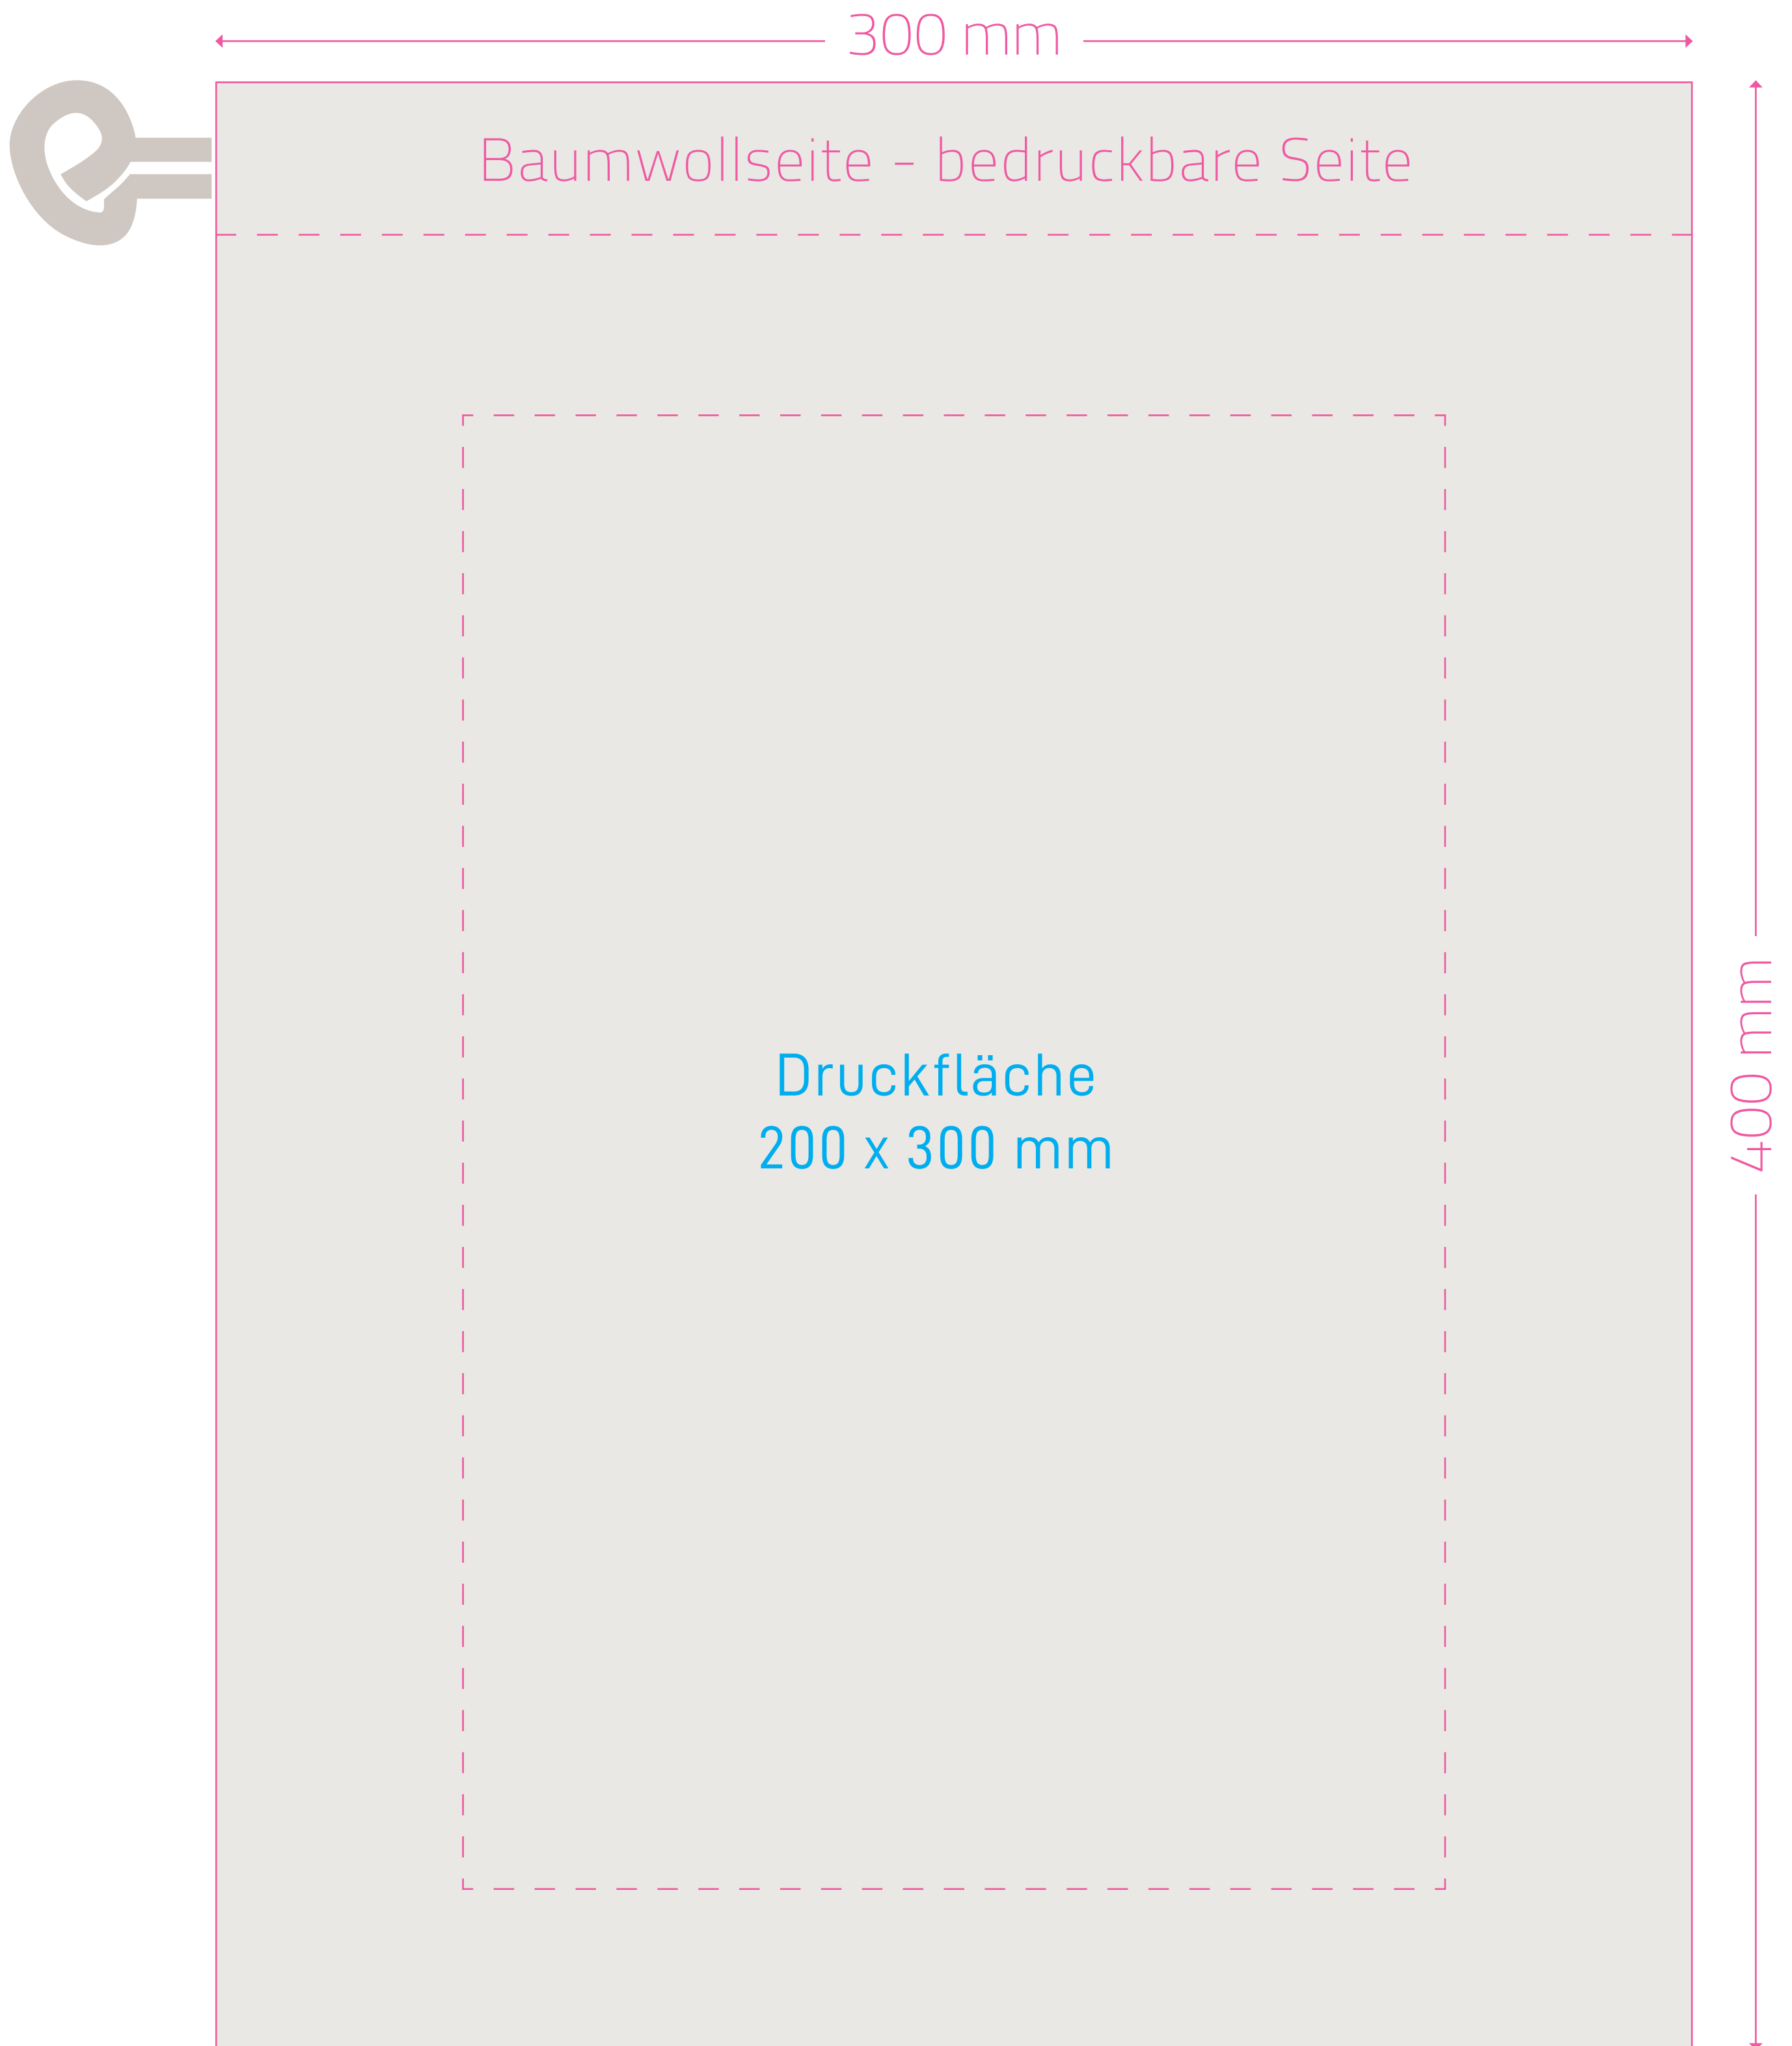 300 mm
Baumwollseite - bedruckbare Seite
Druckfläche
200 x 300 mm
400 mm